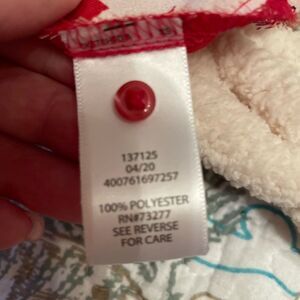 137125
04/20
400761697257
100% POLYESTER
RN#73277
SEE REVERSE
FOR CARE